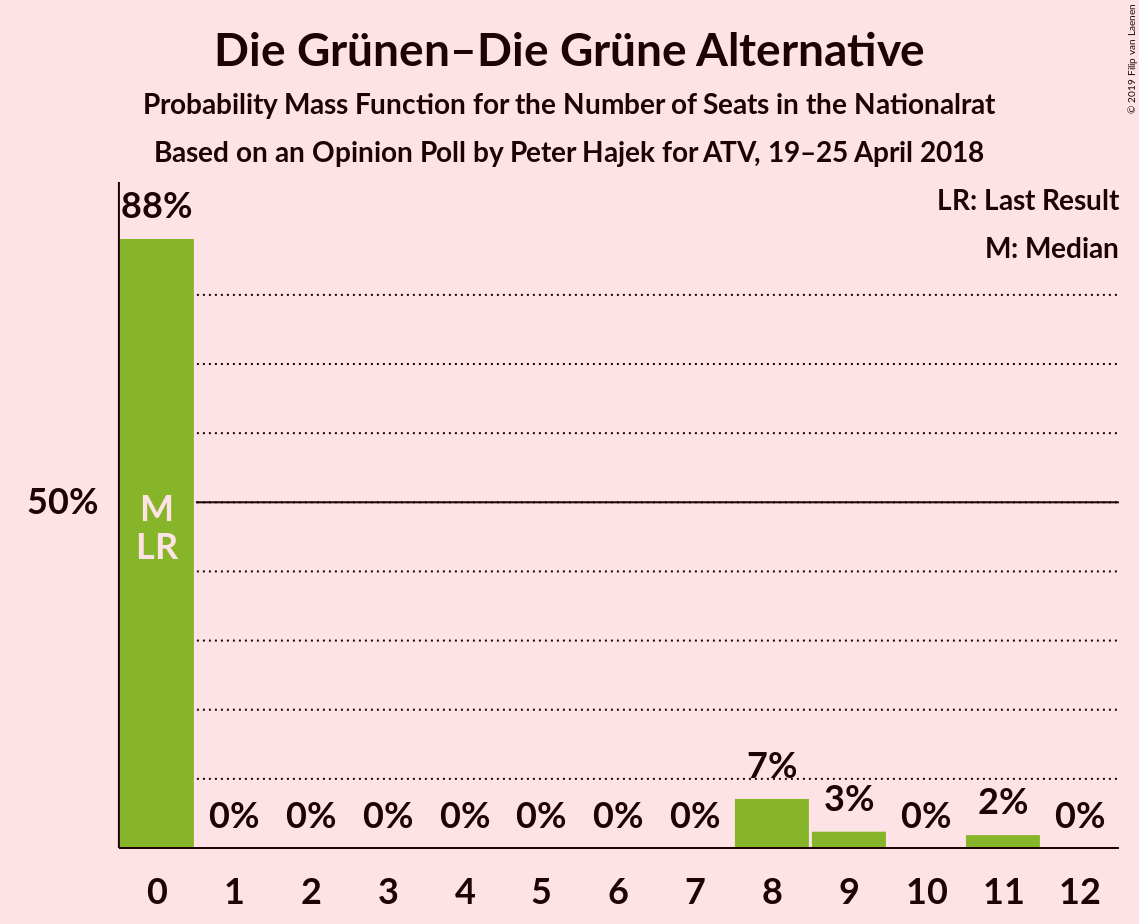 Die Grünen–Die Grüne Alternative
Probability Mass Function for the Number of Seats in the Nationalrat
Based on an Opinion Poll by Peter Hajek for ATV, 19–25 April 2018
© 2019 Filip van Laenen
LR: Last Result
M: Median
88%
50%
M
LR
0% 0% 0% 0% 0% 0% 0% 7% 3% 0% 2% 0%
0 1 2 3 4 5 6 7 8 9 10 11 12